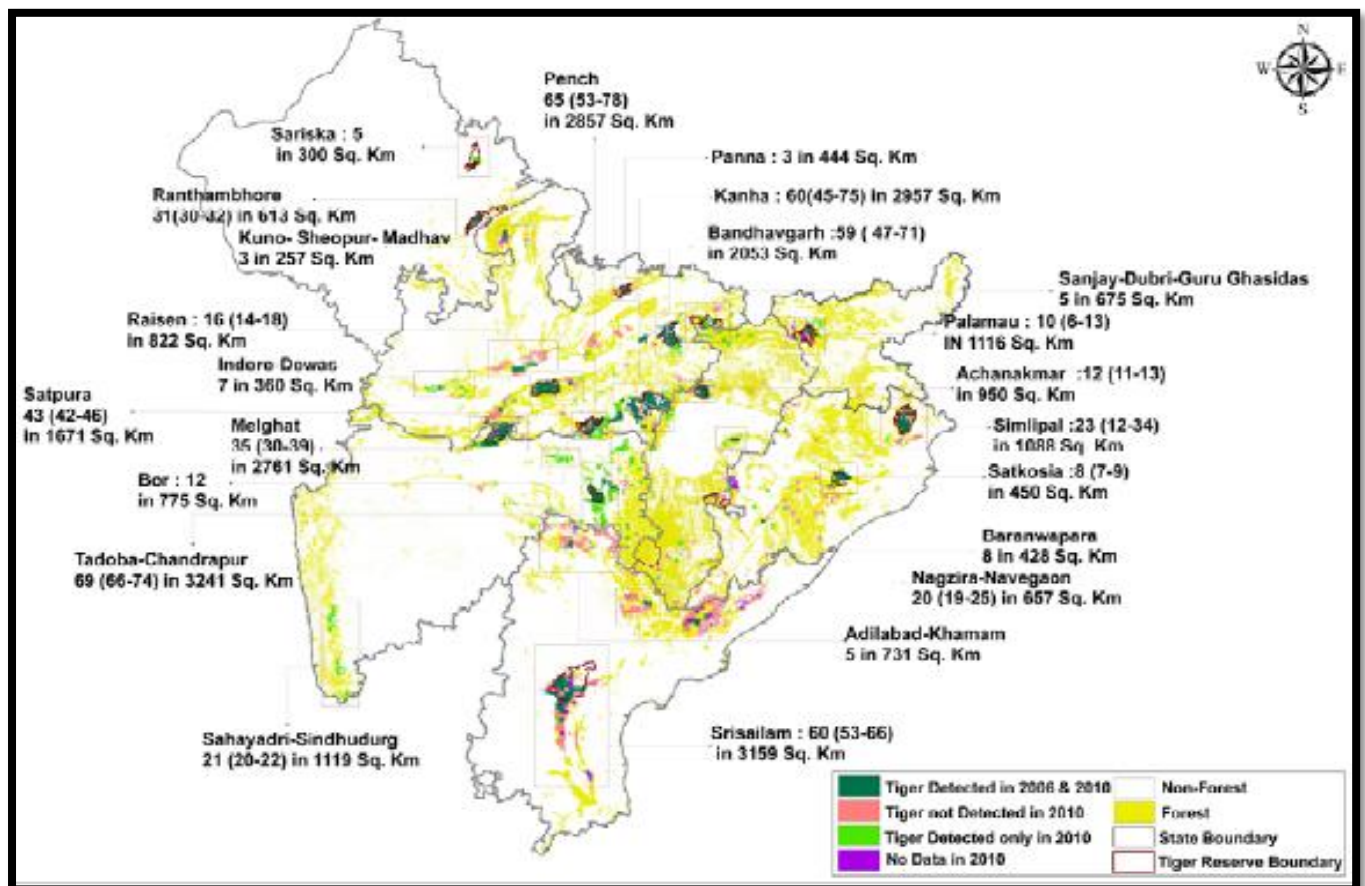 N
W E
S
Pench
65 (53-78)
in 2857 Sq. Km
Sariska : 5
in 300 Sq. Km
Panna : 3 in 444 Sq. Km
Ranthambhore
31(30-32) in 613 Sq. Km
Kanha : 60(45-75) in 2957 Sq. Km
Kuno- Sheopur- Madhav
3 in 257 Sq. Km
Bandhavgarh :59 ( 47-71)
in 2053 Sq. Km
Sanjay-Dubri-Guru Ghasidas
5 in 675 Sq. Km
Raisen : 16 (14-18)
in 822 Sq. Km
Palamau : 10 (6-13)
IN 1116 Sq. Km
Indore-Dewas
7 in 360 Sq. Km
Achanakmar :12 (11-13)
in 950 Sq. Km
Satpura
43 (42-46)
in 1671 Sq. Km
Melghat
35 (30-39)
in 2761 Sq. Km
Simlipal :23 (12-34)
in 1088 Sq. Km
Bor : 12
in 775 Sq. Km
Satkosia :8 (7-9)
in 450 Sq. Km
Tadoba-Chandrapur
69 (66-74) in 3241 Sq. Km
Baranwapara
8 in 428 Sq. Km
Nagzira-Navegaon
20 (19-25) in 657 Sq. Km
Adilabad-Khamam
5 in 731 Sq. Km
Sahayadri-Sindhudurg
21 (20-22) in 1119 Sq. Km
Srisailam : 60 (53-66)
in 3159 Sq. Km
Tiger Detected in 2006 & 2010
Tiger not Detected in 2010
Tiger Detected only in 2010
No Data in 2010
Non-Forest
Forest
State Boundary
Tiger Reserve Boundary